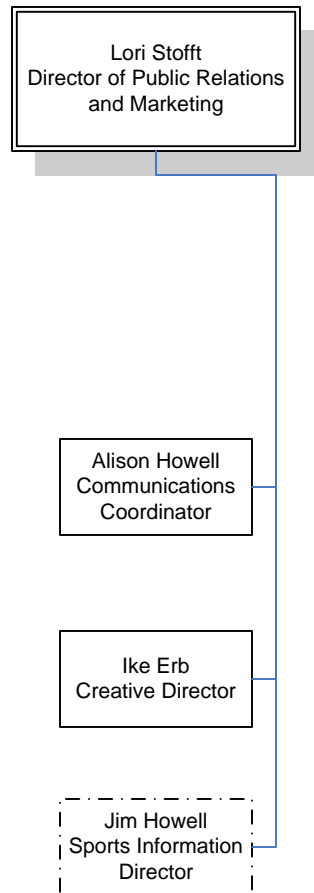 Lori Stofft
Director of Public Relations
and Marketing
Alison Howell
Communications
Coordinator
Ike Erb
Creative Director
Jim Howell
Sports Information
Director